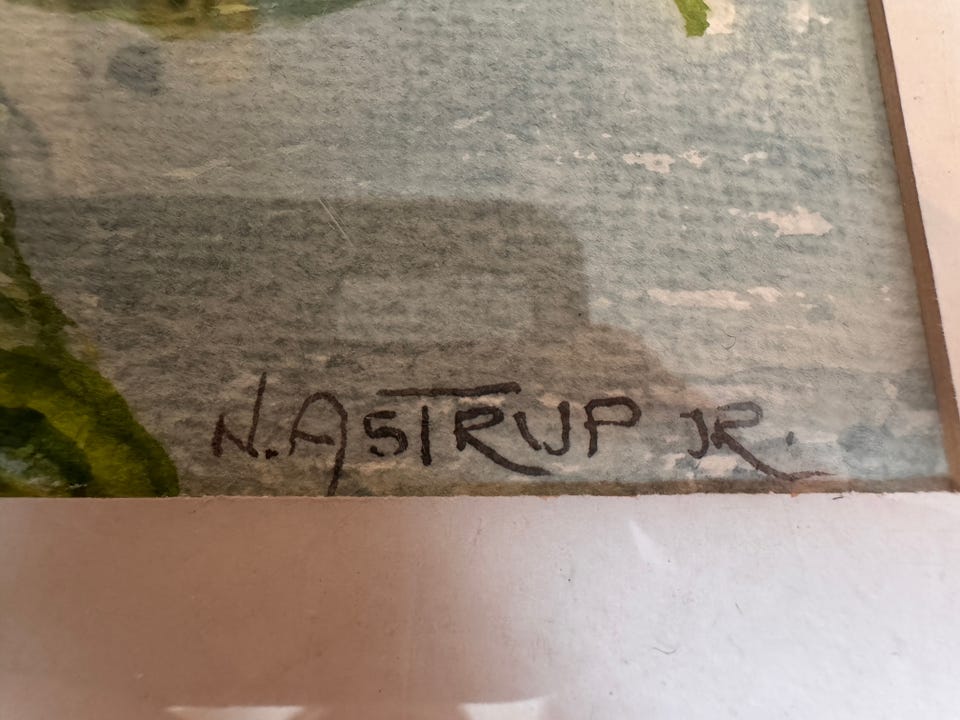 N. ASTRUP JR.